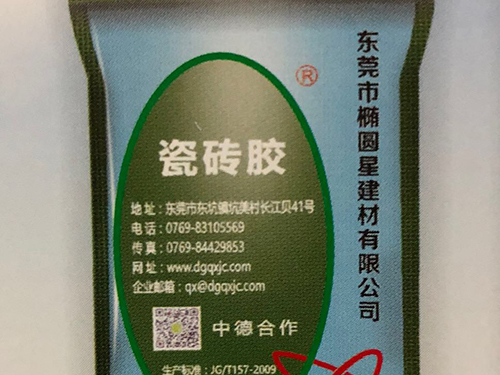 ®
瓷砖胶
地址：东莞市东坑镇坑美村长江贝41号
电话：0769-83105569
传真：0769-84429853
网址：www.dgqxjc.com
企业邮箱：qx@dgqxjc.com
中德合作
生产标准：JG/T157-2009
东莞市椭圆星建材有限公司